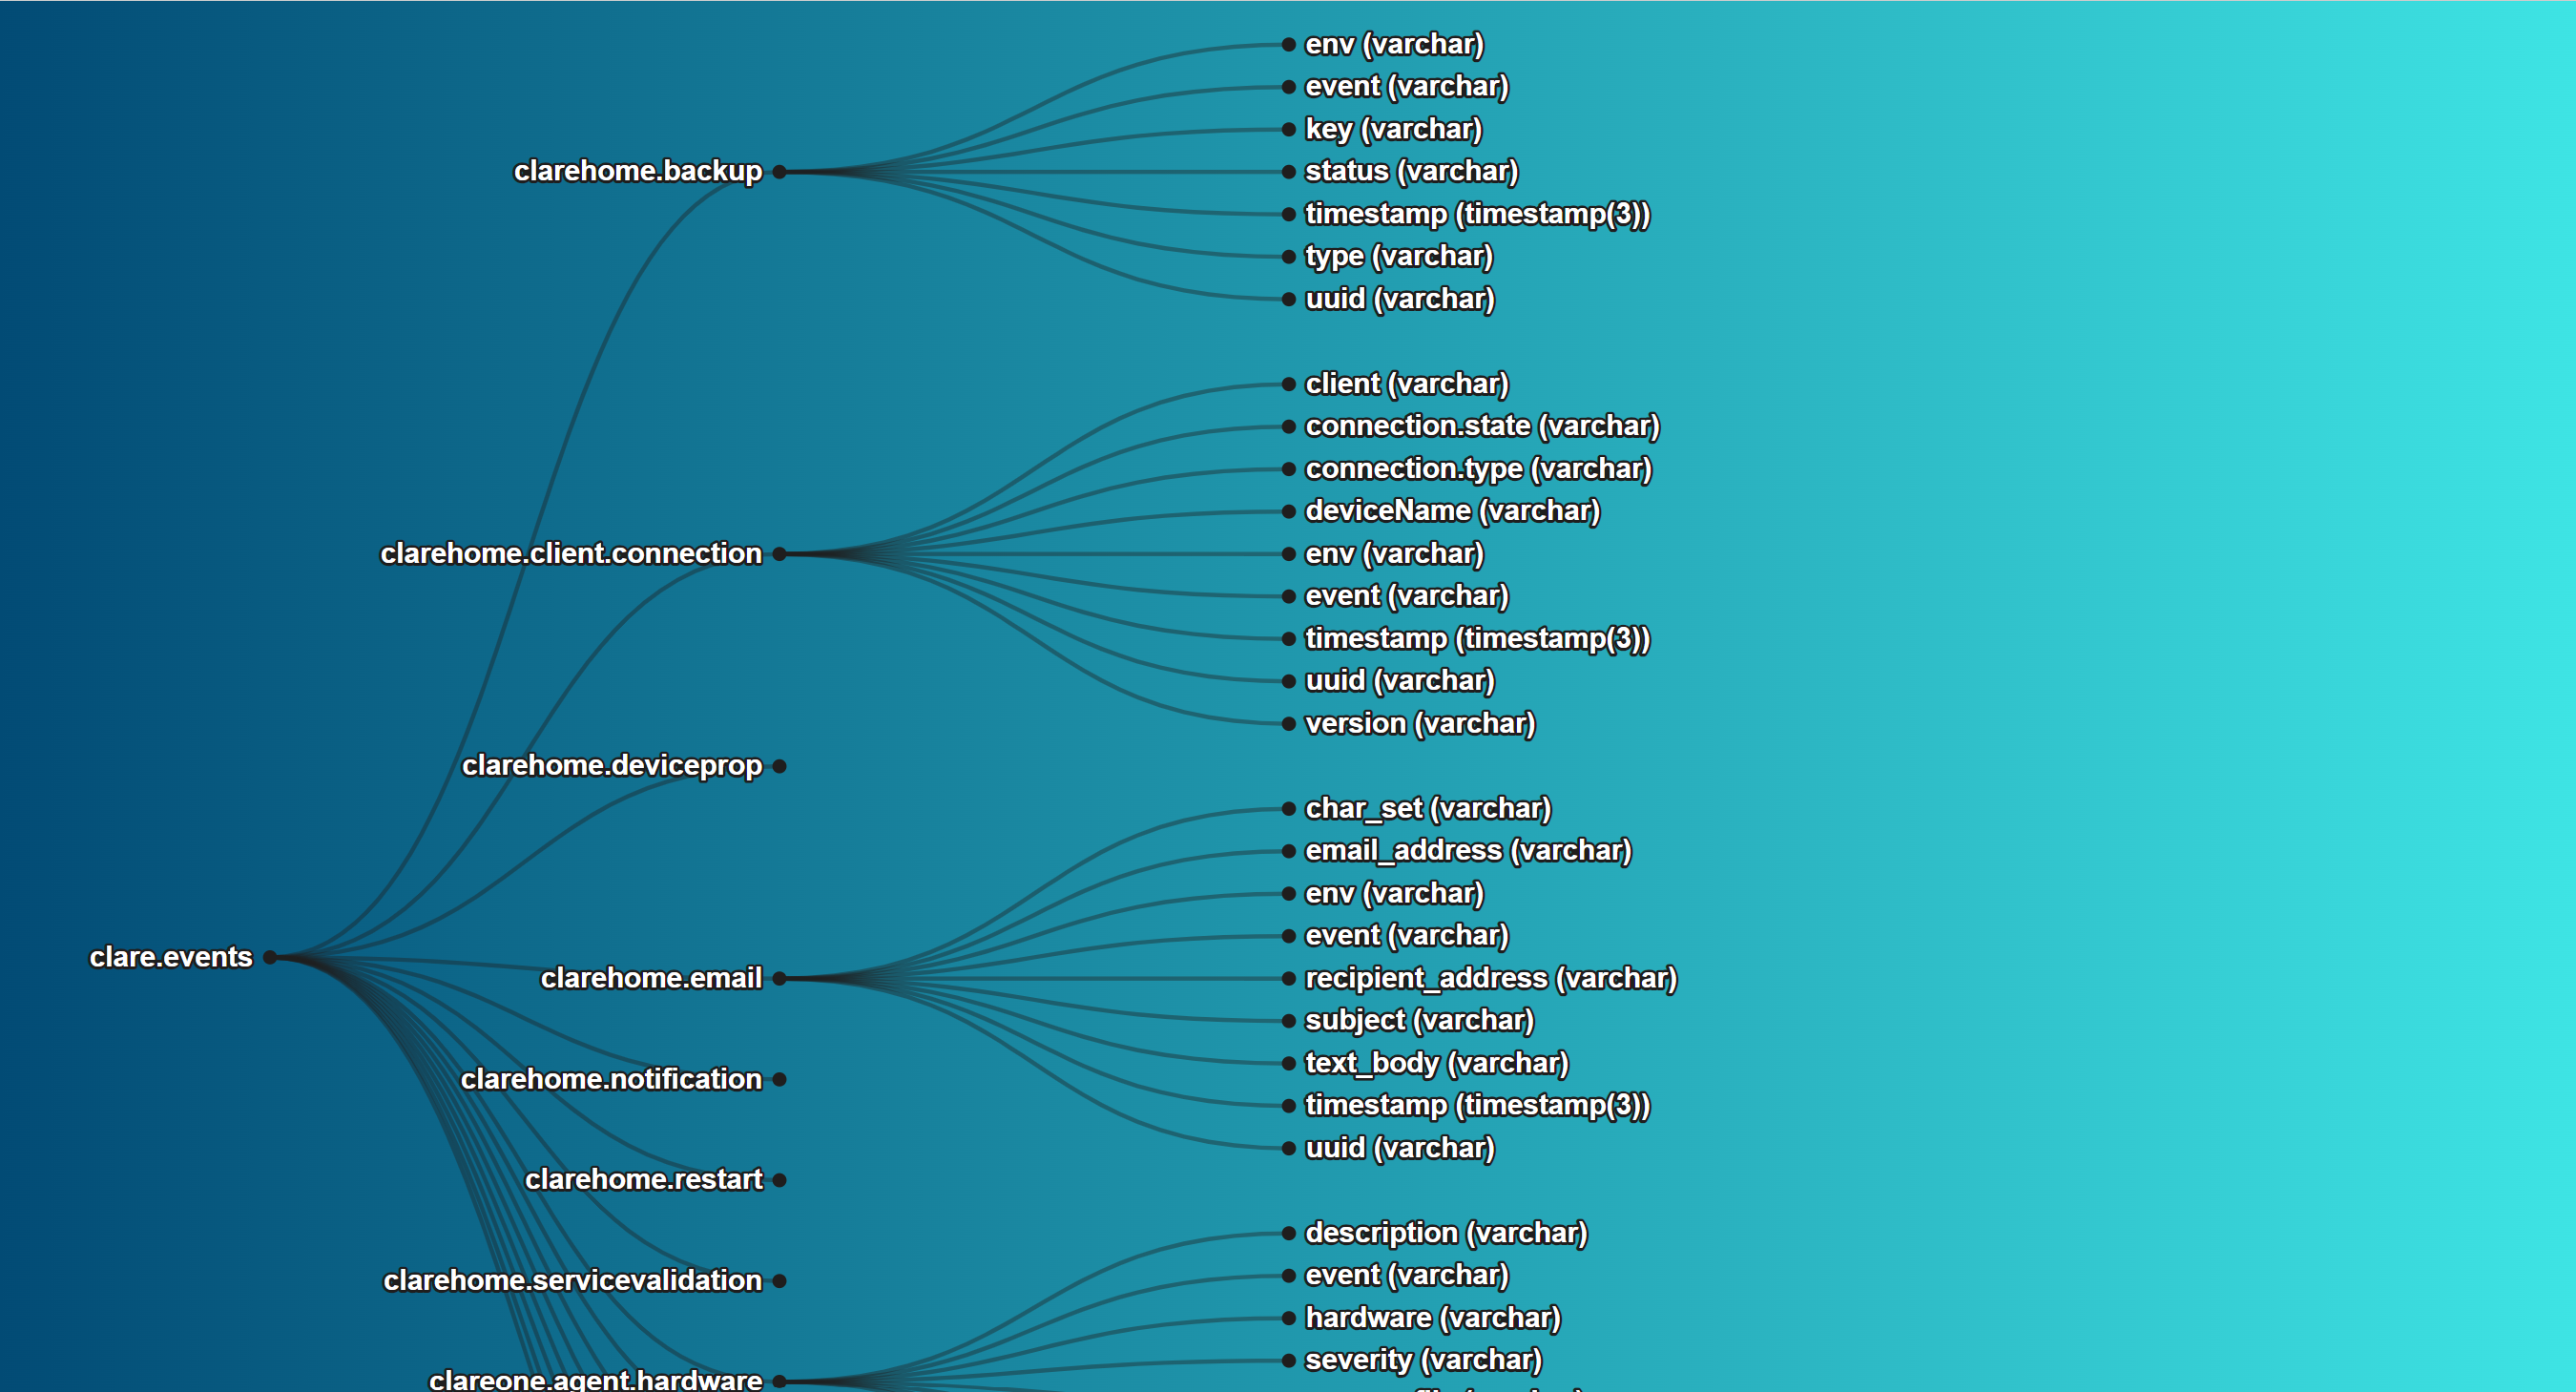 env (varchar)
event (varchar)
key (varchar)
clarehome.backup
status (varchar)
timestamp (timestamp(3))
type (varchar)
uuid (varchar)
client (varchar)
connection.state (varchar)
connection.type (varchar)
deviceName (varchar)
clarehome.client.connection
env (varchar)
event (varchar)
timestamp (timestamp(3))
uuid (varchar)
version (varchar)
clarehome.deviceprop
char_set (varchar)
email_address (varchar)
env (varchar)
event (varchar)
clare.events
clarehome.email
recipient_address (varchar)
subject (varchar)
text_body (varchar)
clarehome.notification
timestamp (timestamp(3))
uuid (varchar)
clarehome.restart
description (varchar)
event (varchar)
clarehome.servicevalidation
hardware (varchar)
severity (varchar)
clareone.agent.hardware